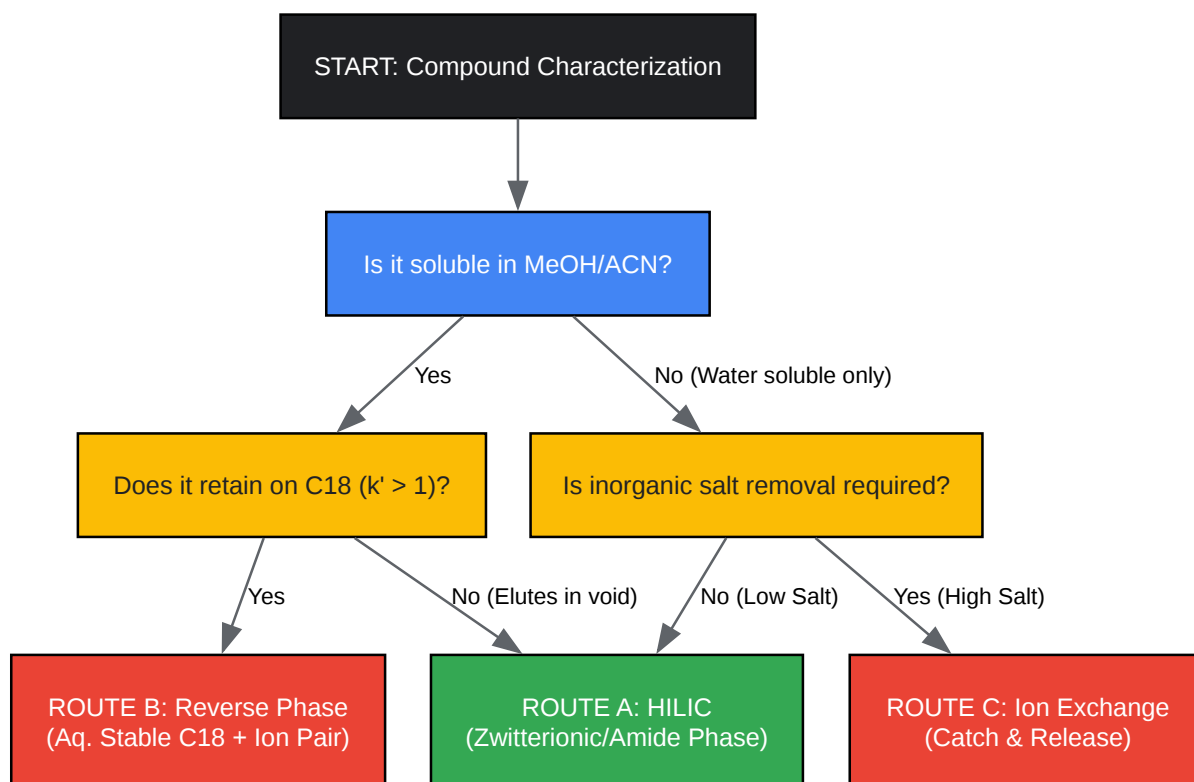 START: Compound Characterization
Is it soluble in MeOH/ACN?
Yes
No (Water soluble only)
Does it retain on C18 (k' > 1)?
Is inorganic salt removal required?
Yes
No (Elutes in void)
No (Low Salt)
Yes (High Salt)
ROUTE B: Reverse Phase
(Aq. Stable C18 + Ion Pair)
ROUTE A: HILIC
(Zwitterionic/Amide Phase)
ROUTE C: Ion Exchange
(Catch & Release)